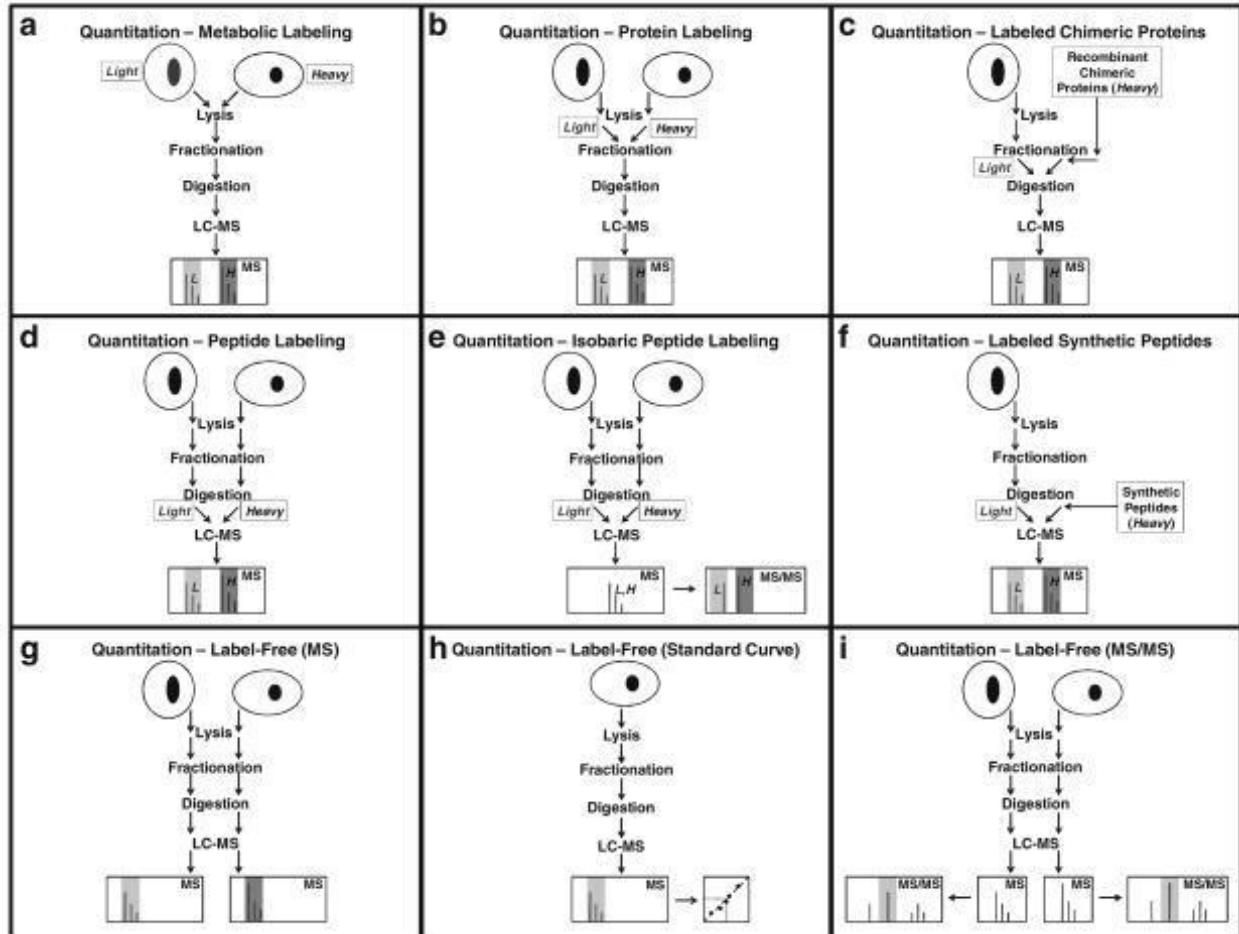 a
Quantitation – Metabolic Labeling
Light
Heavy
Lysis
Fractionation
Digestion
LC-MS
MS
L
H
b
Quantitation – Protein Labeling
Lysis
Light
Heavy
Fractionation
Digestion
LC-MS
MS
L
H
c
Quantitation – Labeled Chimeric Proteins
Recombinant
Chimeric
Proteins (Heavy)
Lysis
Fractionation
Light
Digestion
LC-MS
MS
L
H
d
Quantitation – Peptide Labeling
Lysis
Fractionation
Digestion
Light
Heavy
LC-MS
MS
L
H
e
Quantitation – Isobaric Peptide Labeling
Lysis
Fractionation
Digestion
Light
Heavy
LC-MS
MS
L,H
MS/MS
L
H
f
Quantitation – Labeled Synthetic Peptides
Lysis
Fractionation
Digestion
Light
Synthetic
Peptides
(Heavy)
LC-MS
MS
L
H
g
Quantitation – Label-Free (MS)
Lysis
Fractionation
Digestion
LC-MS
MS
MS
h
Quantitation – Label-Free (Standard Curve)
Lysis
Fractionation
Digestion
LC-MS
MS
i
Quantitation – Label-Free (MS/MS)
Lysis
Fractionation
Digestion
LC-MS
MS/MS
MS
MS
MS/MS